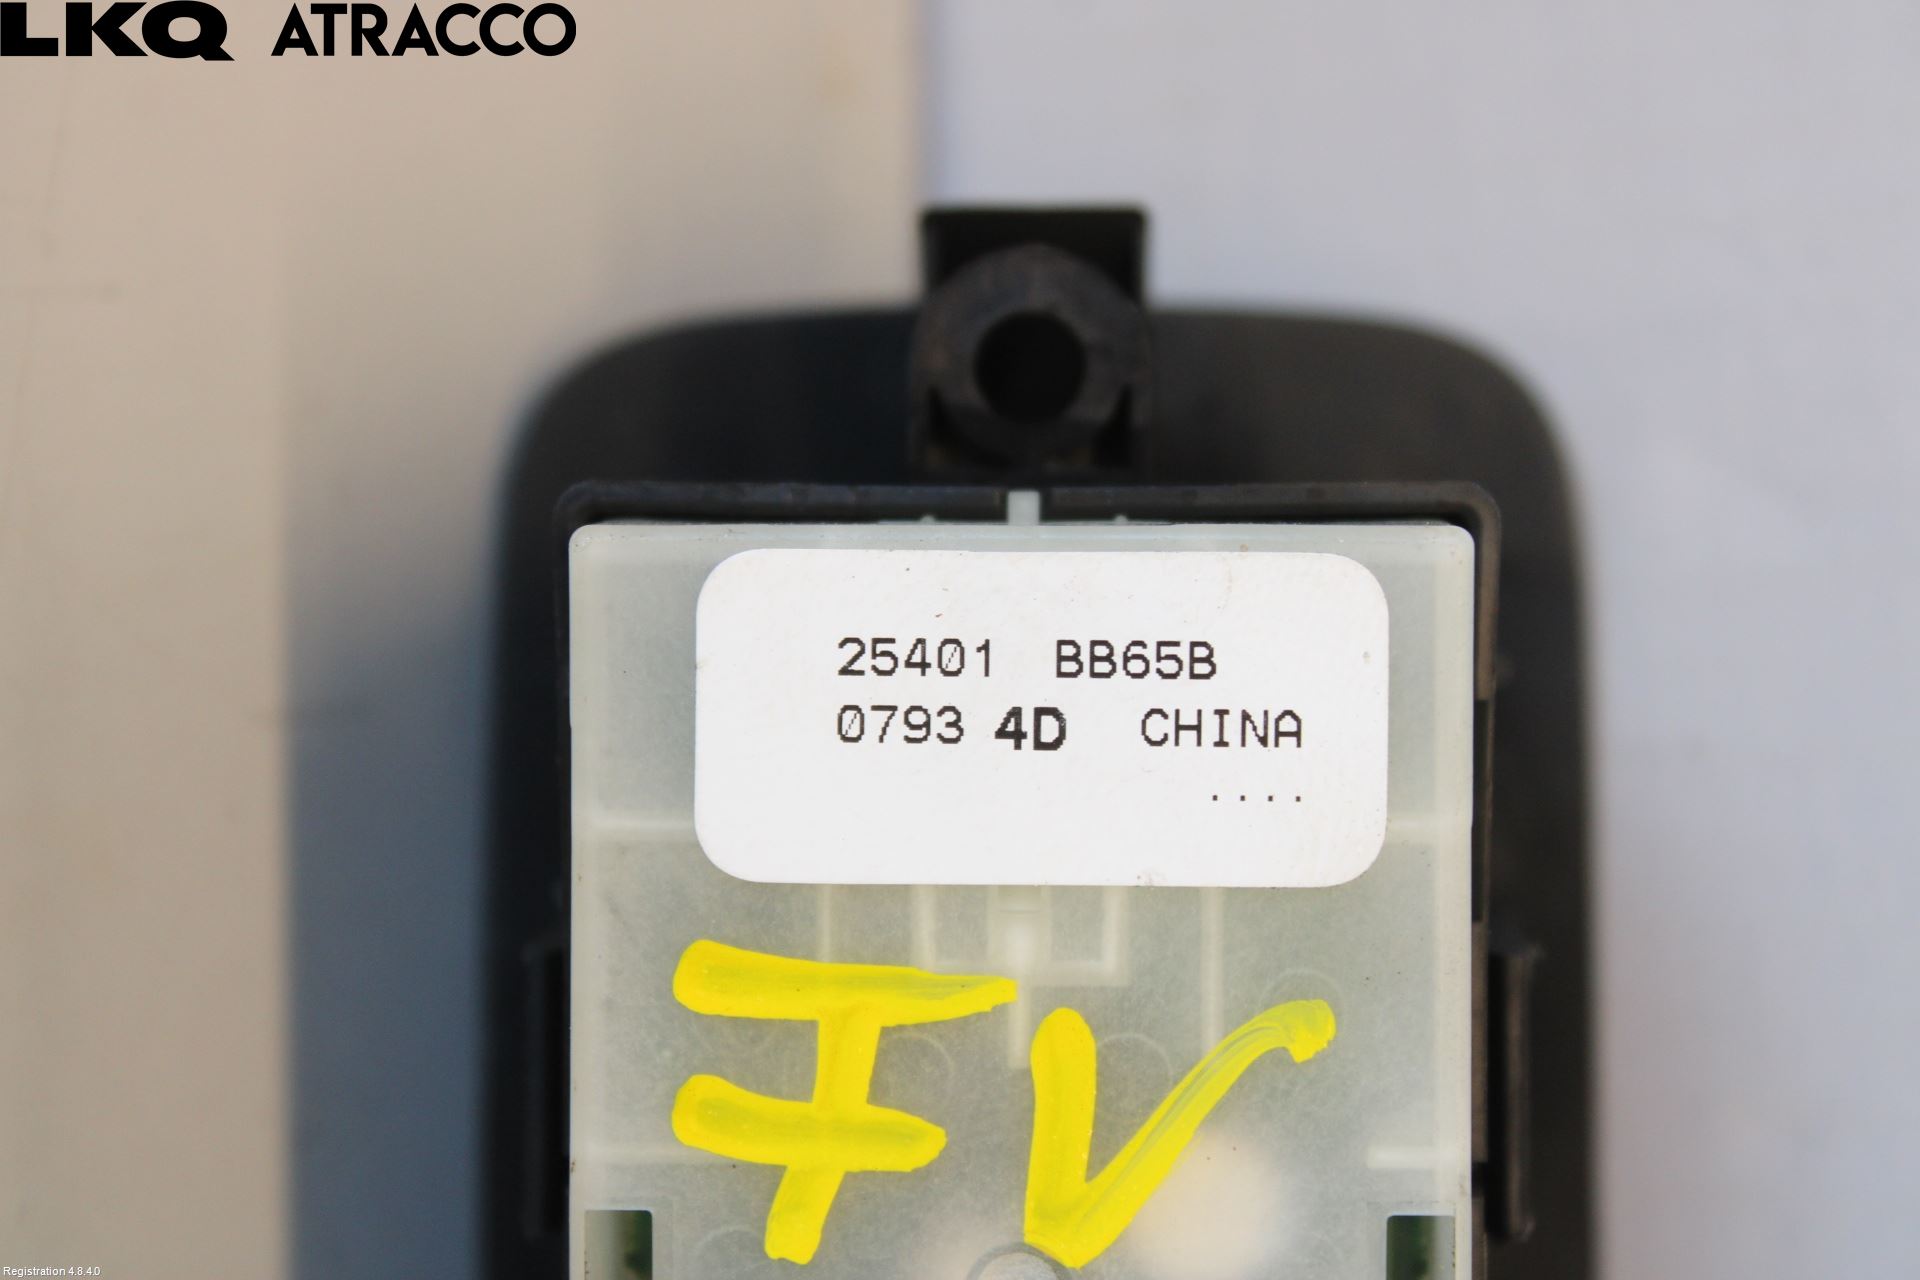 LKQ ATRACCO
25401 BB65B
0793 4D CHINA
....
FV
Registration 4.8.4.0